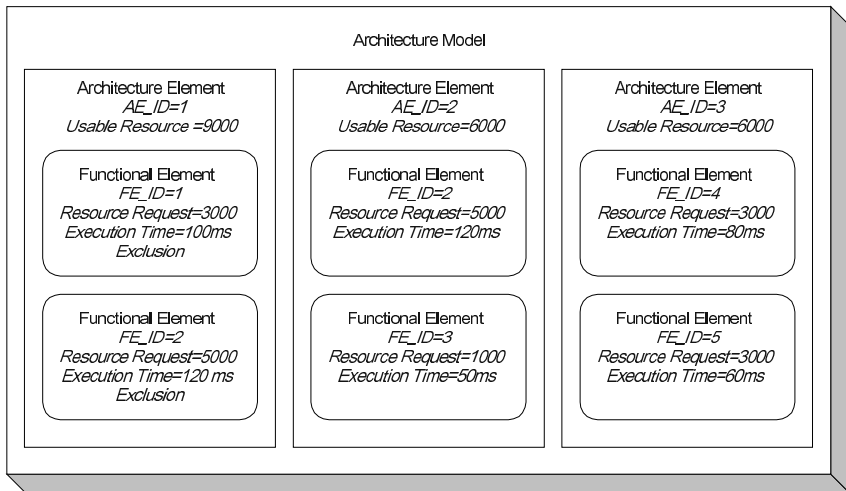 Architecture Model
Architecture Element
AE_ID=1
Usable Resource =9000
Functional Element
FE_ID=1
Resource Request=3000
Execution Time=100ms
Exclusion
Functional Element
FE_ID=2
Resource Request=5000
Execution Time=120 ms
Exclusion
Architecture Element
AE_ID=2
Usable Resource=6000
Functional Element
FE_ID=2
Resource Request=5000
Execution Time=120ms
Functional Element
FE_ID=3
Resource Request=1000
Execution Time=50ms
Architecture Element
AE_ID=3
Usable Resource=6000
Functional Element
FE_ID=4
Resource Request=3000
Execution Time=80ms
Functional Element
FE_ID=5
Resource Request=3000
Execution Time=60ms